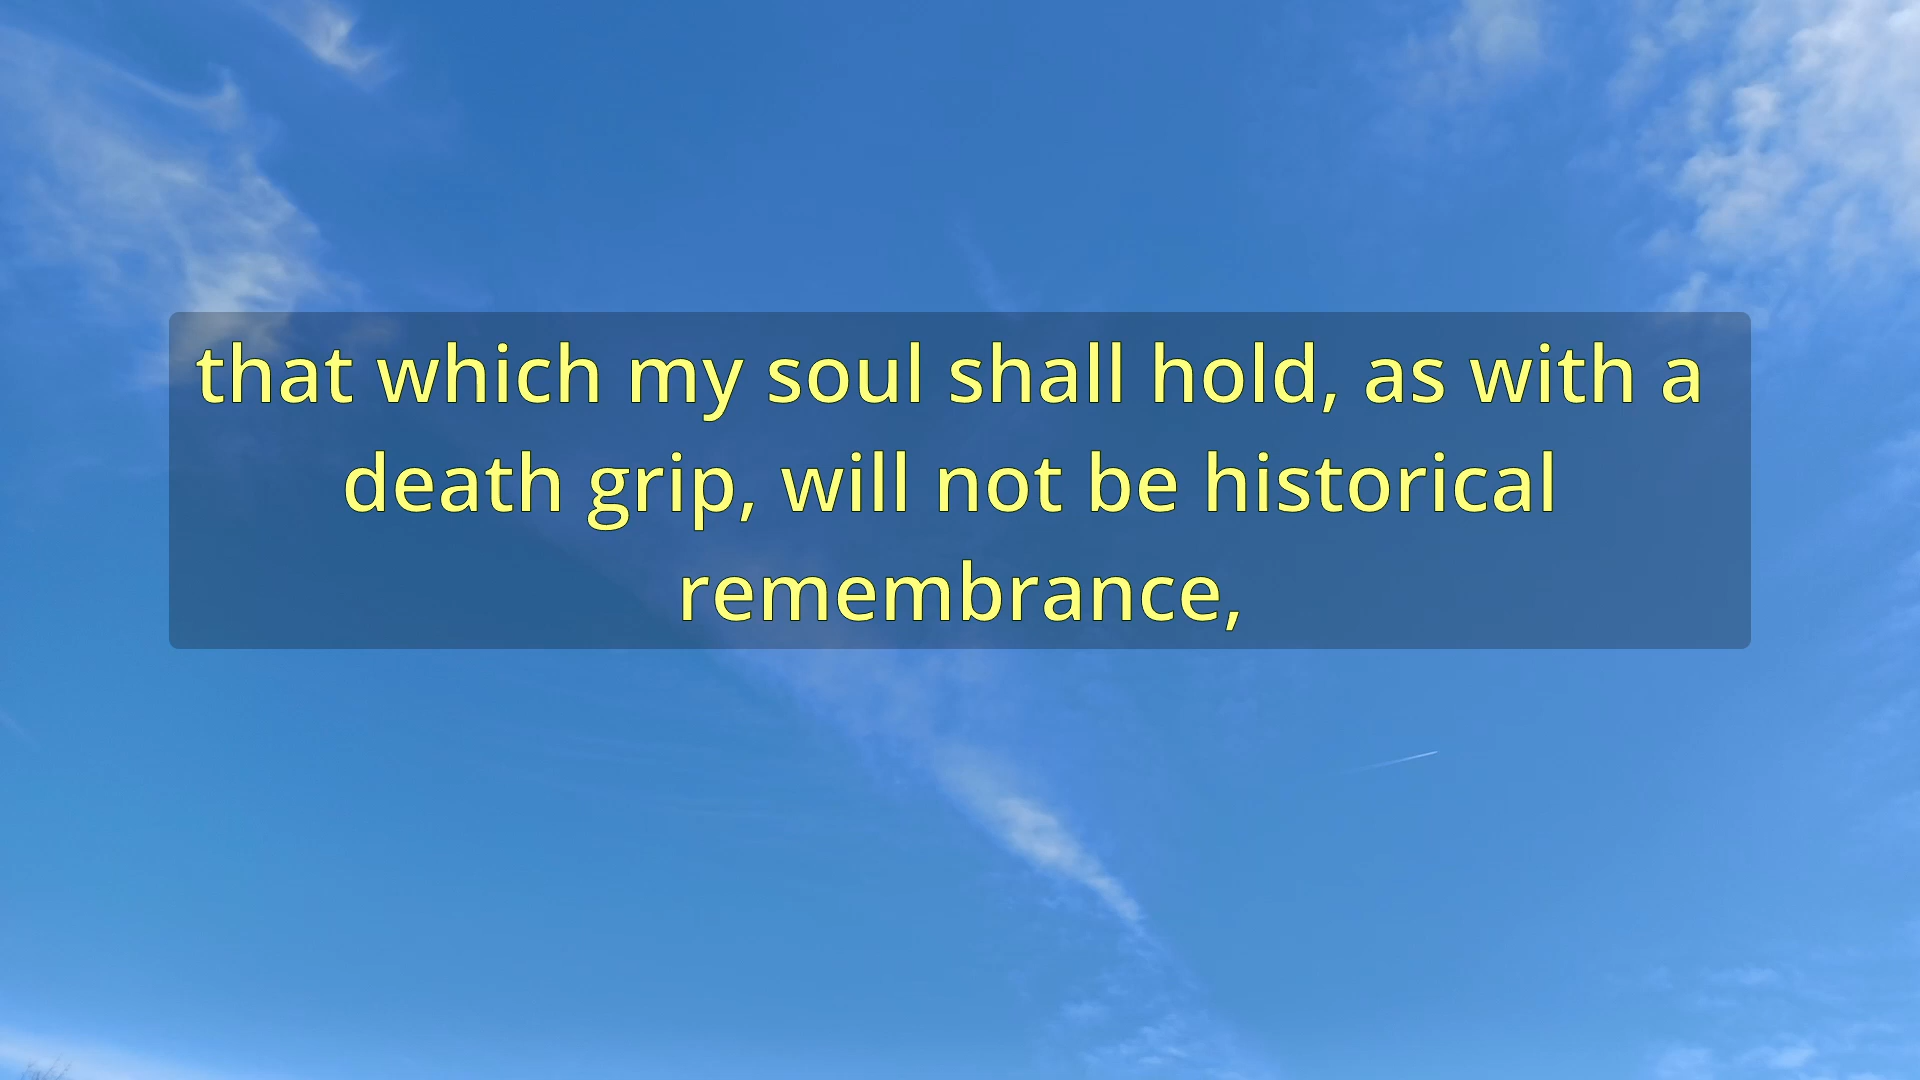 that which my soul shall hold, as with a
death grip, will not be historical
remembrance,